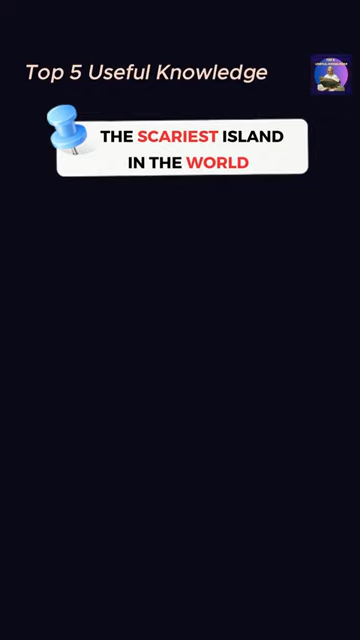 Top 5 Useful Knowledge
THE SCARIEST ISLAND
IN THE WORLD